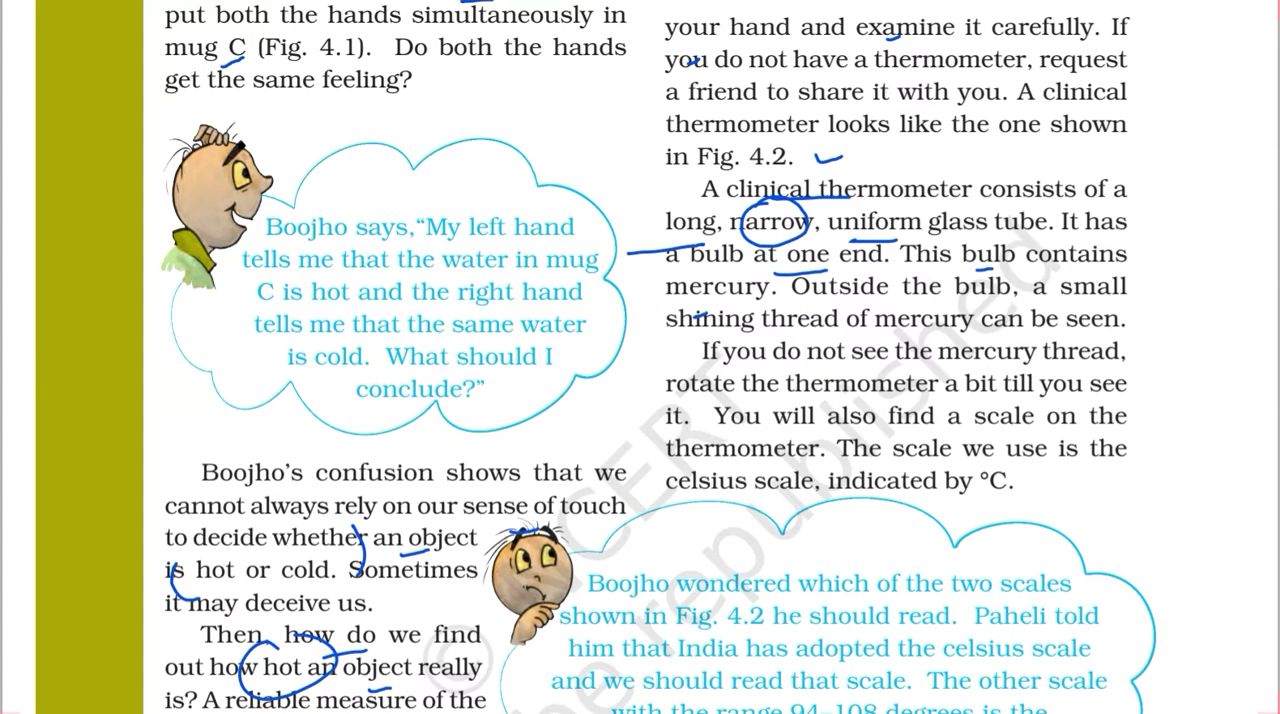 put both the hands simultaneously in
mug C (Fig. 4.1). Do both the hands
get the same feeling?
Boojho says,“My left hand
tells me that the water in mug
C is hot and the right hand
tells me that the same water
is cold. What should I
conclude?”
Boojho’s confusion shows that we
cannot always rely on our sense of touch
to decide whether an object
is hot or cold. Sometimes
it may deceive us.
Then, how do we find
out how hot an object really
is? A reliable measure of the
your hand and examine it carefully. If
you do not have a thermometer, request
a friend to share it with you. A clinical
thermometer looks like the one shown
in Fig. 4.2.
A clinical thermometer consists of a
long, narrow, uniform glass tube. It has
a bulb at one end. This bulb contains
mercury. Outside the bulb, a small
shining thread of mercury can be seen.
If you do not see the mercury thread,
rotate the thermometer a bit till you see
it. You will also find a scale on the
thermometer. The scale we use is the
celsius scale, indicated by °C.
Boojho wondered which of the two scales
shown in Fig. 4.2 he should read. Paheli told
him that India has adopted the celsius scale
and we should read that scale. The other scale
with the range 94–108 degrees is the
© NCERT
be republished